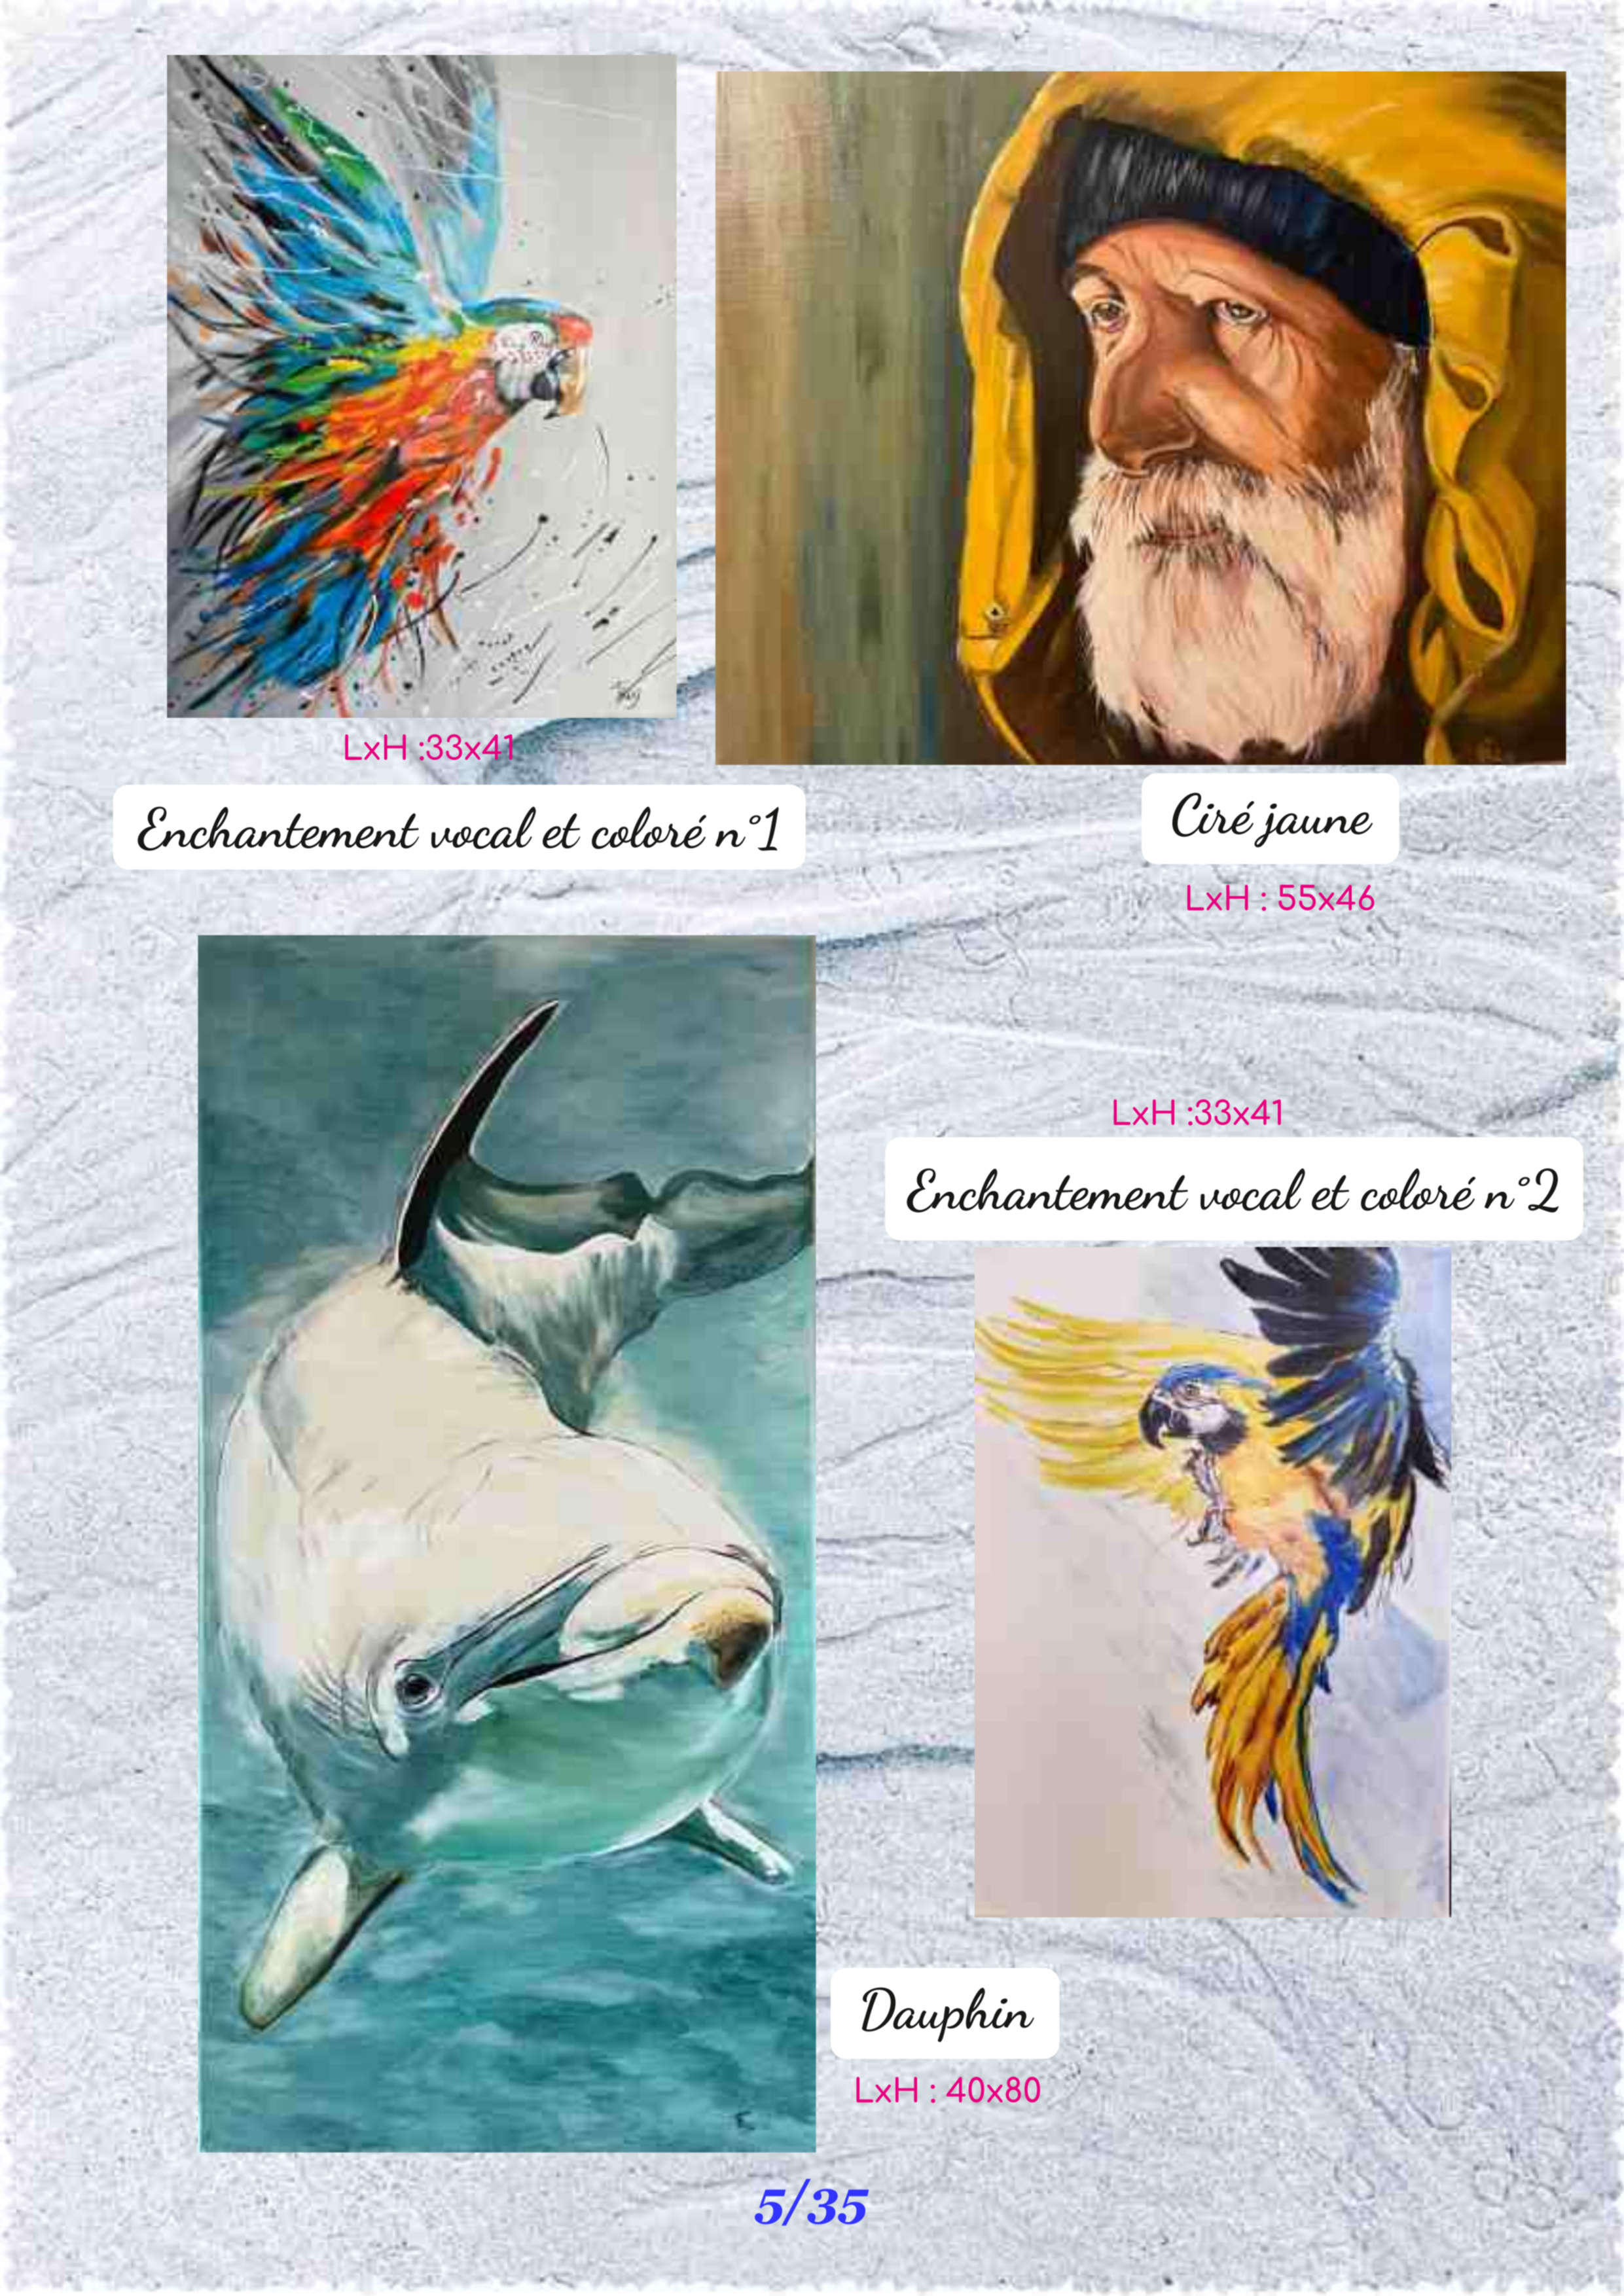 LxH :33x41
Enchantement vocal et coloré n°1
Ciré jaune
LxH : 55x46
LxH :33x41
Enchantement vocal et coloré n°2
Dauphin
LxH : 40x80
5/35